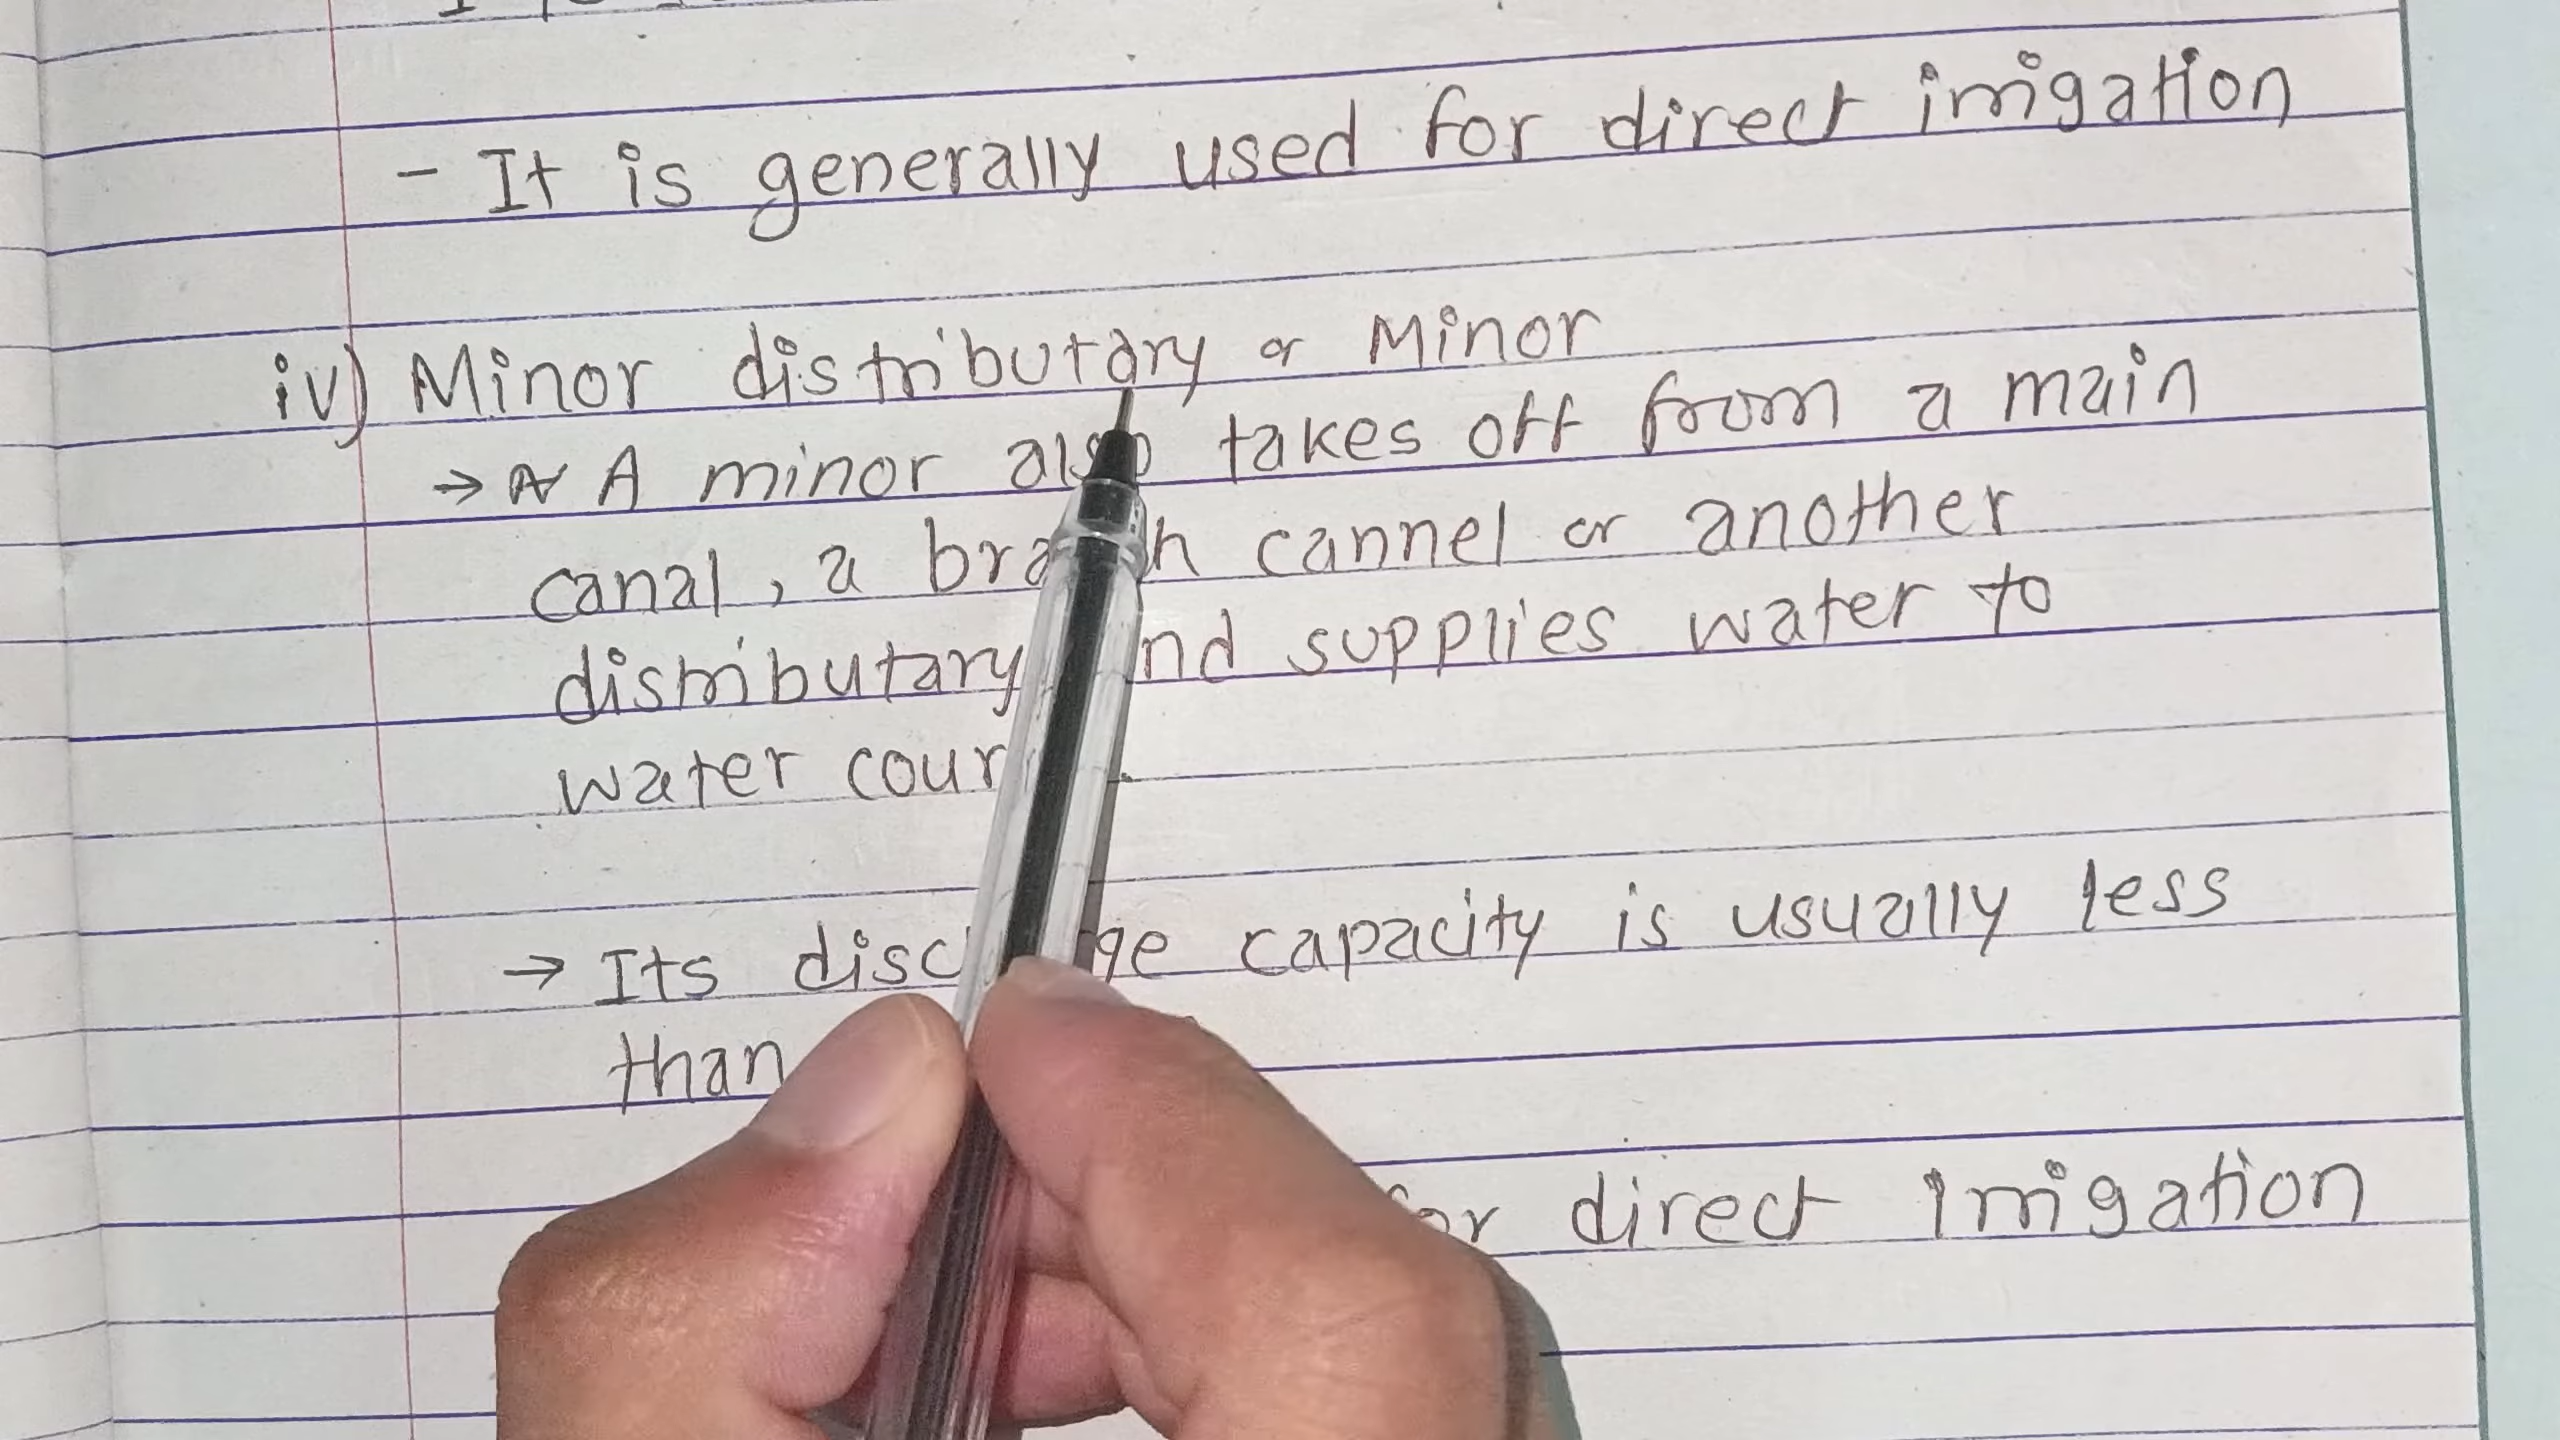 - It is generally used for direct irrigation
iv) Minor distributary or Minor
→ A minor also takes off from a main
canal, a cannel or another
distributary supplies water to
water
→ Its capacity is usually less
than
direct Irrigation